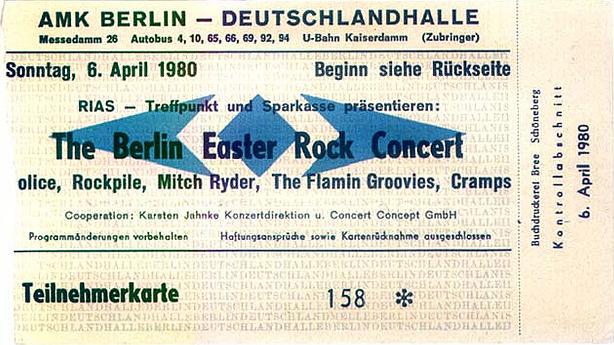 AMK BERLIN – DEUTSCHLANDHALLE
Messedamm 26 Autobus 4, 10, 65, 66, 69, 92, 94 U-Bahn Kaiserdamm (Zubringer)
Sonntag, 6. April 1980 Beginn siehe Rückseite
RIAS – Treffpunkt und Sparkasse präsentieren:
The Berlin Easter Rock Concert
olice, Rockpile, Mitch Ryder, The Flamin Groovies, Cramps
Cooperation: Karsten Jahnke Konzertdirektion u. Concert Concept GmbH
Programmänderungen vorbehalten Haftungsansprüche sowie Kartenrücknahme ausgeschlossen
Teilnehmerkarte 158 ✻
Buchdruckerei Bree Schöneberg
Kontrollabschnitt
6. April 1980